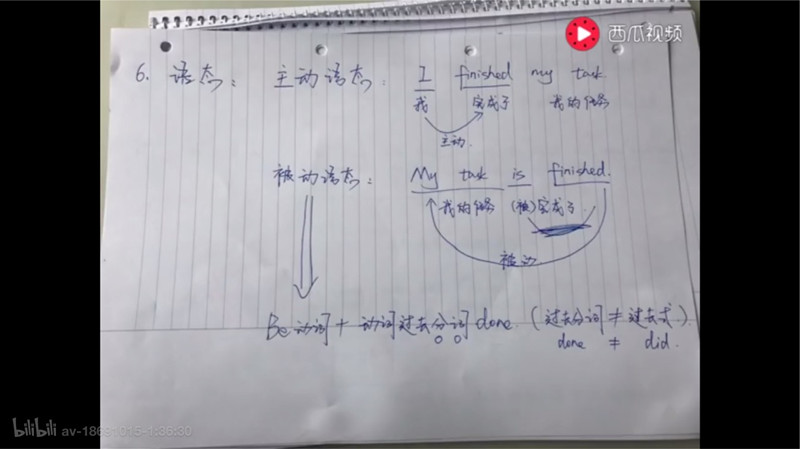 西瓜视频
6. 语态: 主动语态: I finished my task
我 完成了 我的任务
主动.
被动语态: My task is finished.
我的任务 (被)完成了.
被动
Be动词 + 动词过去分词 done. (过去分词 ≠ 过去式).
done ≠ did.
bilibili